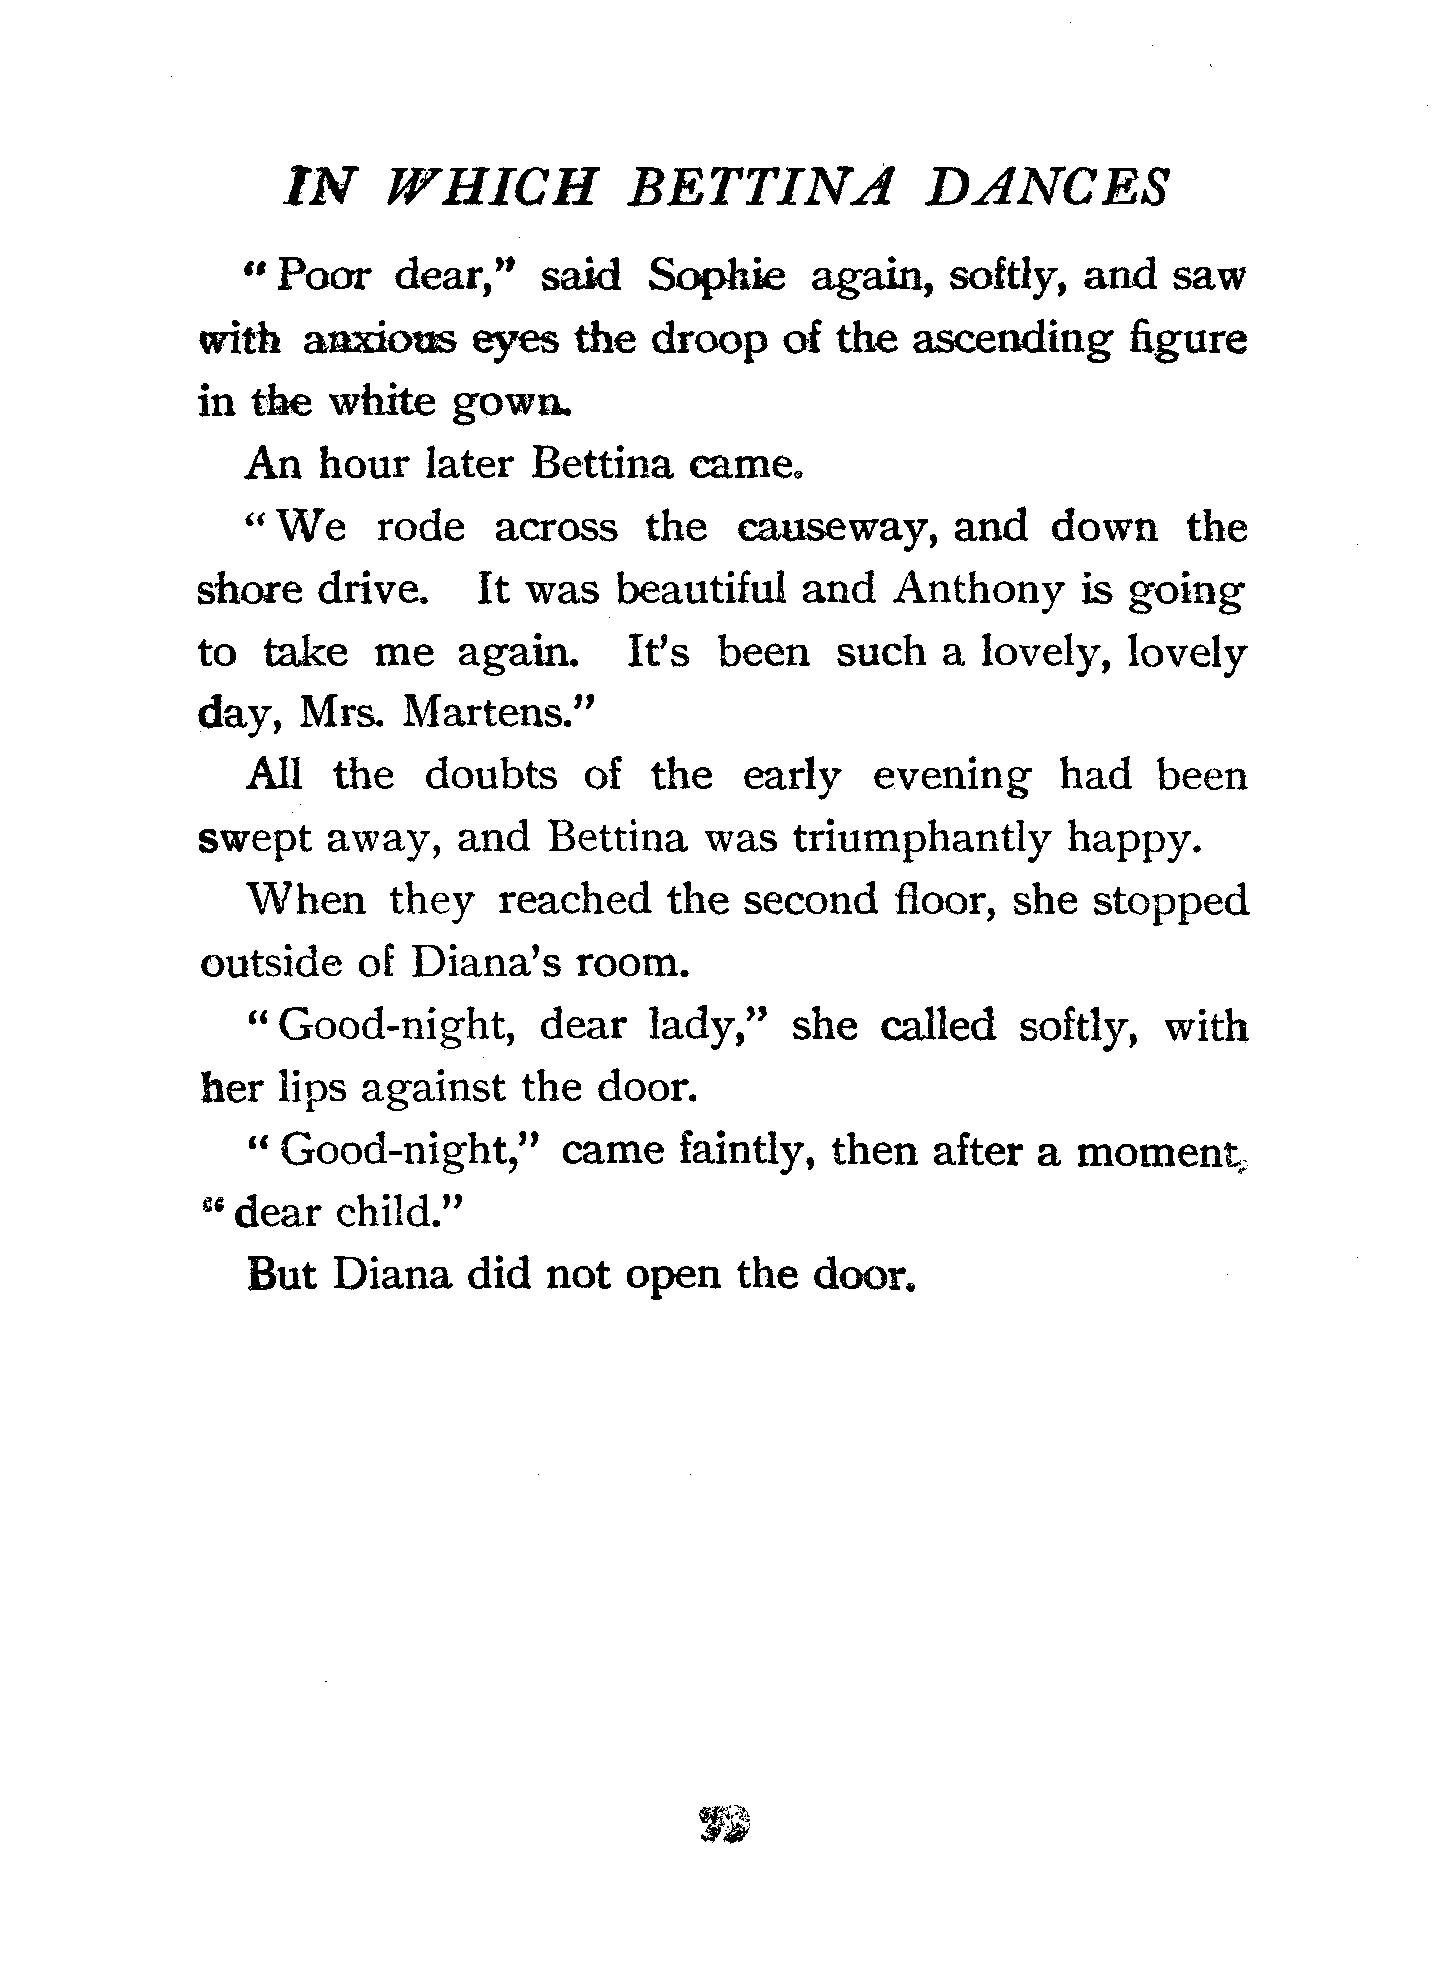 IN WHICH BETTINA DANCES
“Poor dear,” said Sophie again, softly, and saw
with anxious eyes the droop of the ascending figure
in the white gown.
An hour later Bettina came.
“We rode across the causeway, and down the
shore drive. It was beautiful and Anthony is going
to take me again. It’s been such a lovely, lovely
day, Mrs. Martens.”
All the doubts of the early evening had been
swept away, and Bettina was triumphantly happy.
When they reached the second floor, she stopped
outside of Diana’s room.
“Good-night, dear lady,” she called softly, with
her lips against the door.
“Good-night,” came faintly, then after a moment,
“dear child.”
But Diana did not open the door.